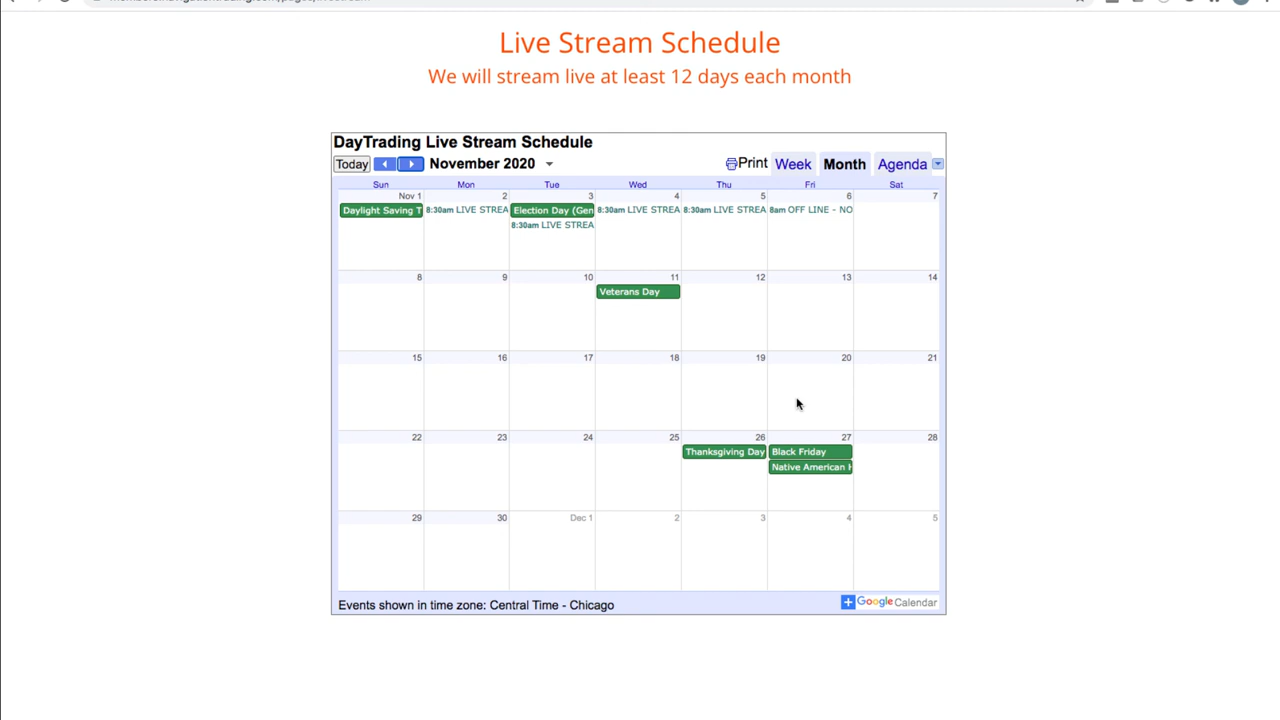 Live Stream Schedule
We will stream live at least 12 days each month
DayTrading Live Stream Schedule
Today November 2020 Print Week Month Agenda
Sun Mon Tue Wed Thu Fri Sat
Nov 1 2 3 4 5 6 7
Daylight Saving T 8:30am LIVE STREA Election Day (Gen 8:30am LIVE STREA 8:30am LIVE STREA 8am OFF LINE - NO
8:30am LIVE STREA
8 9 10 11 12 13 14
Veterans Day
15 16 17 18 19 20 21
22 23 24 25 26 27 28
Thanksgiving Day Black Friday
Native American H
29 30 Dec 1 2 3 4 5
Events shown in time zone: Central Time - Chicago
Google Calendar